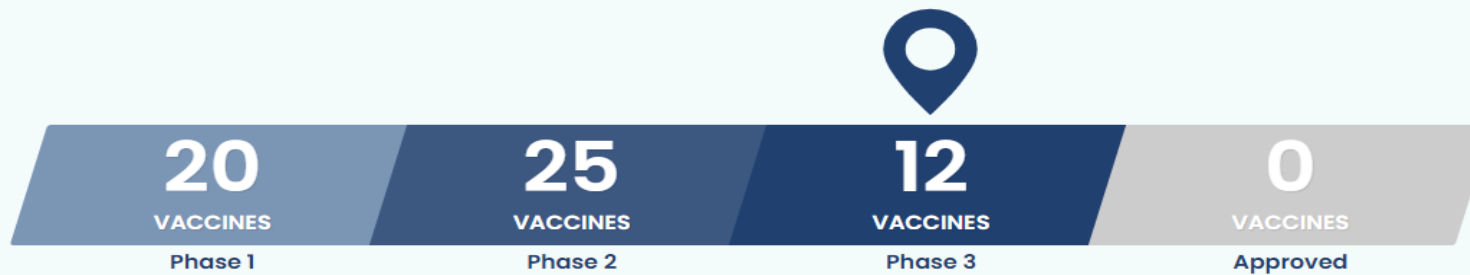 20 25 12 0
VACCINES VACCINES VACCINES VACCINES
Phase 1 Phase 2 Phase 3 Approved